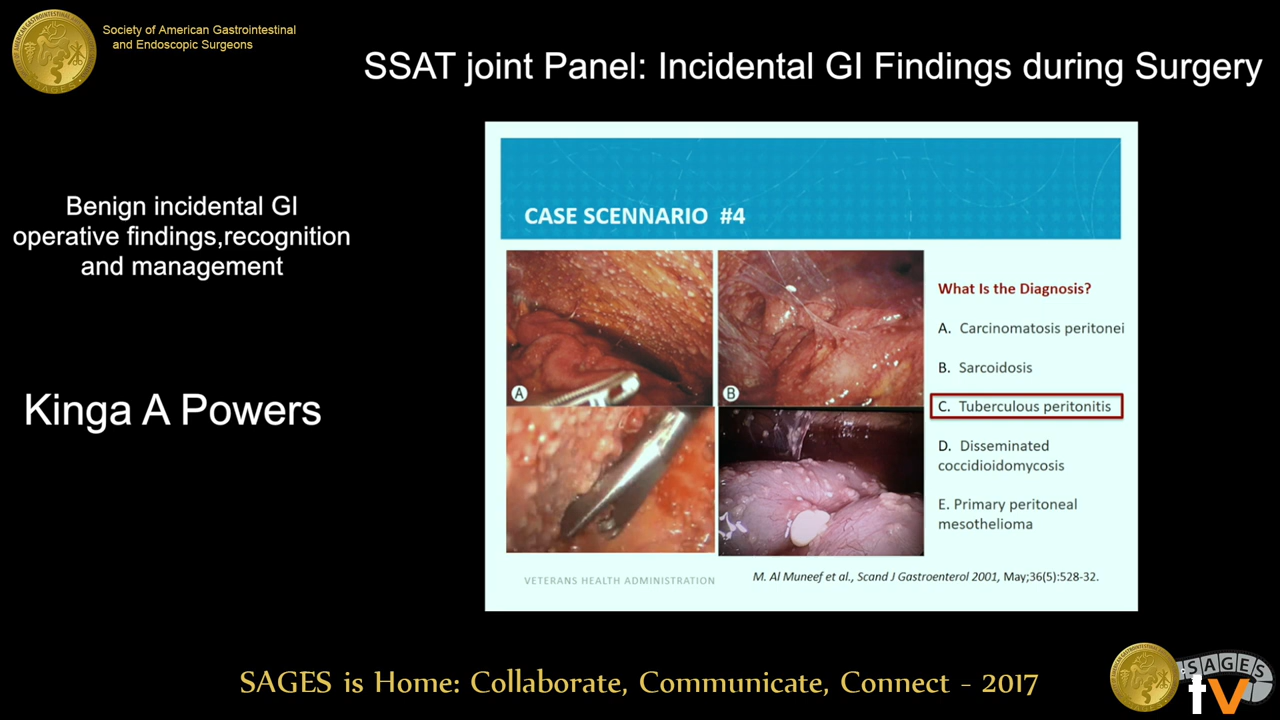 Society of American Gastrointestinal
and Endoscopic Surgeons
SSAT joint Panel: Incidental GI Findings during Surgery
Benign incidental GI
operative findings,recognition
and management
Kinga A Powers
CASE SCENNARIO #4
A
B
What Is the Diagnosis?
A. Carcinomatosis peritonei
B. Sarcoidosis
C. Tuberculous peritonitis
D. Disseminated
coccidioidomycosis
E. Primary peritoneal
mesothelioma
VETERANS HEALTH ADMINISTRATION
M. Al Muneef et al., Scand J Gastroenterol 2001, May;36(5):528-32.
SAGES is Home: Collaborate, Communicate, Connect - 2017
SAGES
tv